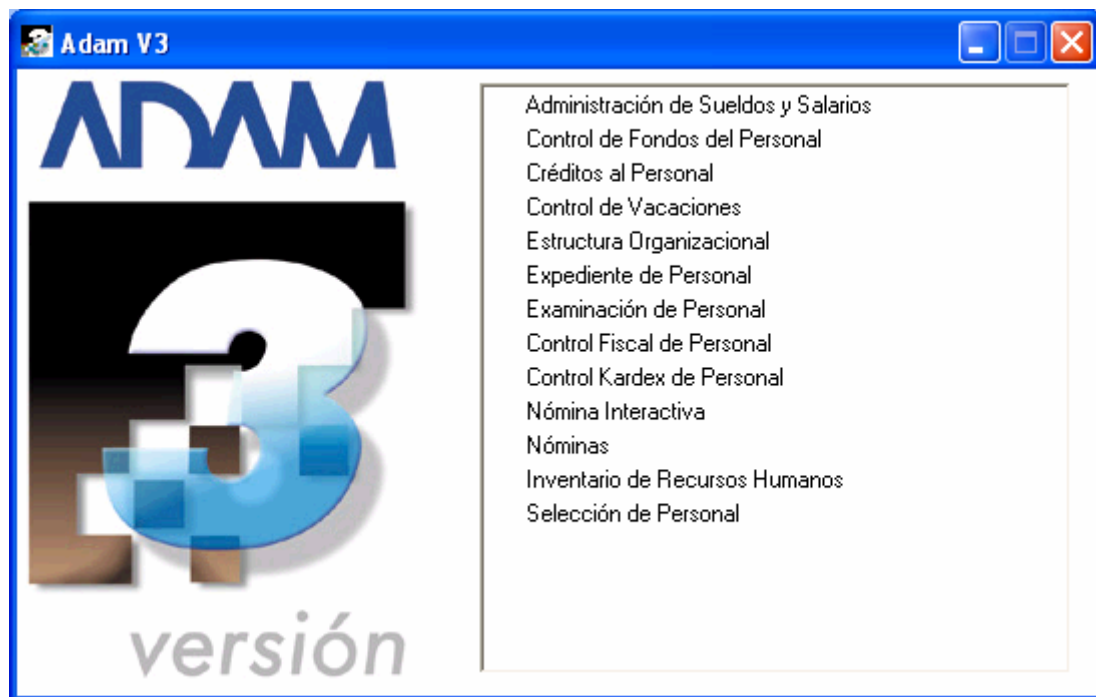 Adam V3
ADAM
3
versión
Administración de Sueldos y Salarios
Control de Fondos del Personal
Créditos al Personal
Control de Vacaciones
Estructura Organizacional
Expediente de Personal
Examinación de Personal
Control Fiscal de Personal
Control Kardex de Personal
Nómina Interactiva
Nóminas
Inventario de Recursos Humanos
Selección de Personal